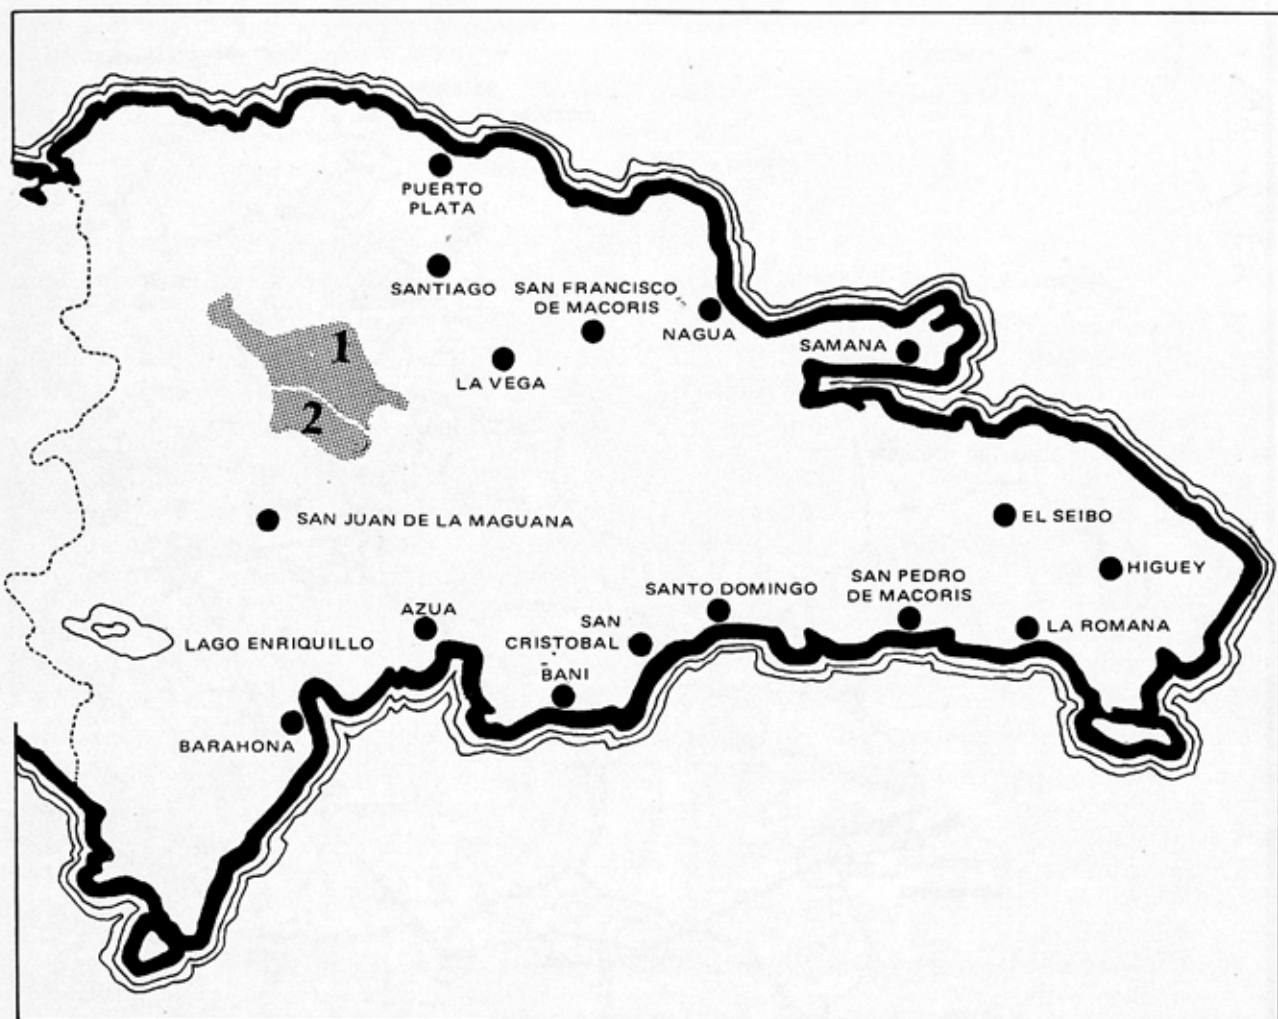 PUERTO
PLATA
SANTIAGO
SAN FRANCISCO
DE MACORIS
NAGUA
SAMANA
1
LA VEGA
2
SAN JUAN DE LA MAGUANA
EL SEIBO
HIGUEY
SAN PEDRO
DE MACORIS
SANTO DOMINGO
AZUA
SAN
CRISTOBAL
LA ROMANA
LAGO ENRIQUILLO
BANI
BARAHONA